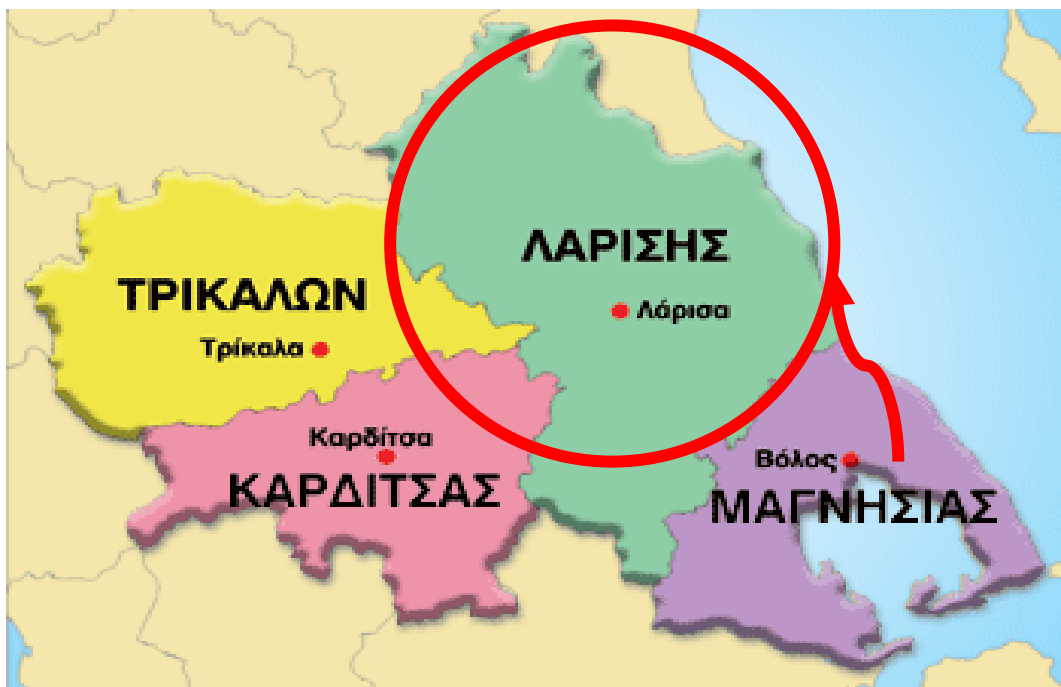 ΛΑΡΙΣΗΣ
ΤΡΙΚΑΛΩΝ
Λάρισα
Τρίκαλα
Καρδίτσα
Βόλος
ΚΑΡΔΙΤΣΑΣ
ΜΑΓΝΗΣΙΑΣ